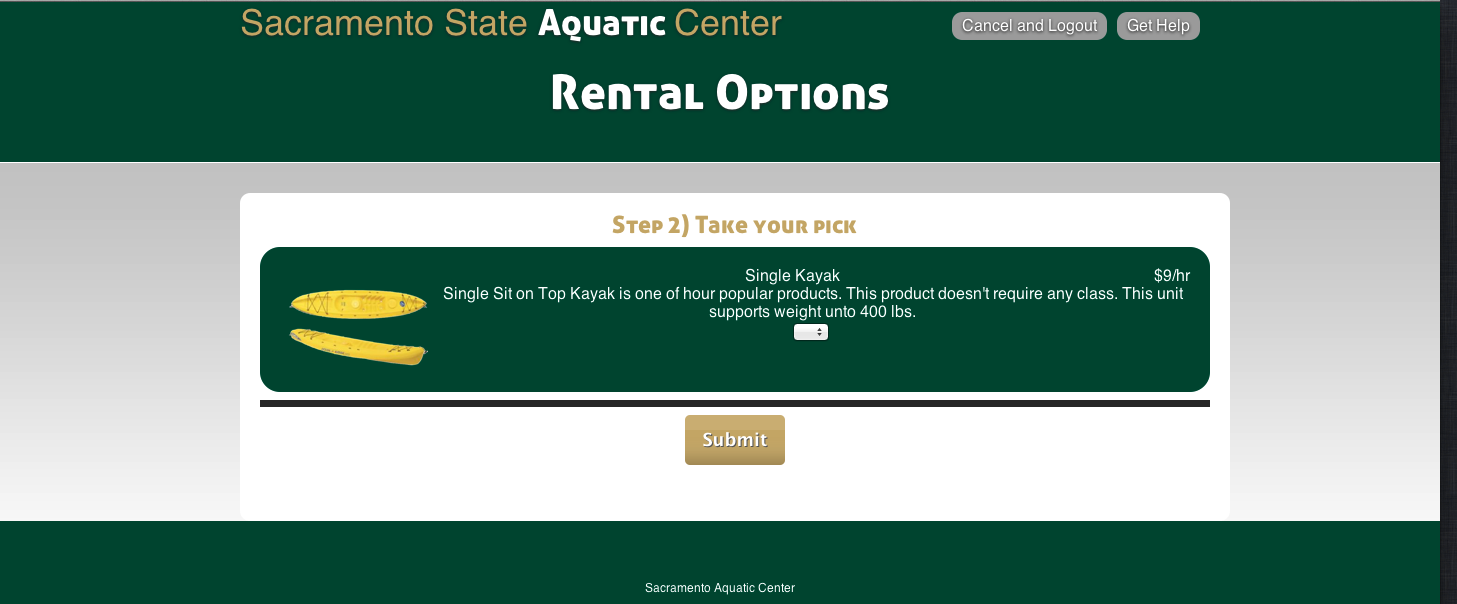 Sacramento State Aquatic Center
Cancel and Logout
Get Help
Rental Options
Step 2) Take your pick
Single Kayak
$9/hr
Single Sit on Top Kayak is one of hour popular products. This product doesn't require any class. This unit
supports weight unto 400 lbs.
Submit
Sacramento Aquatic Center